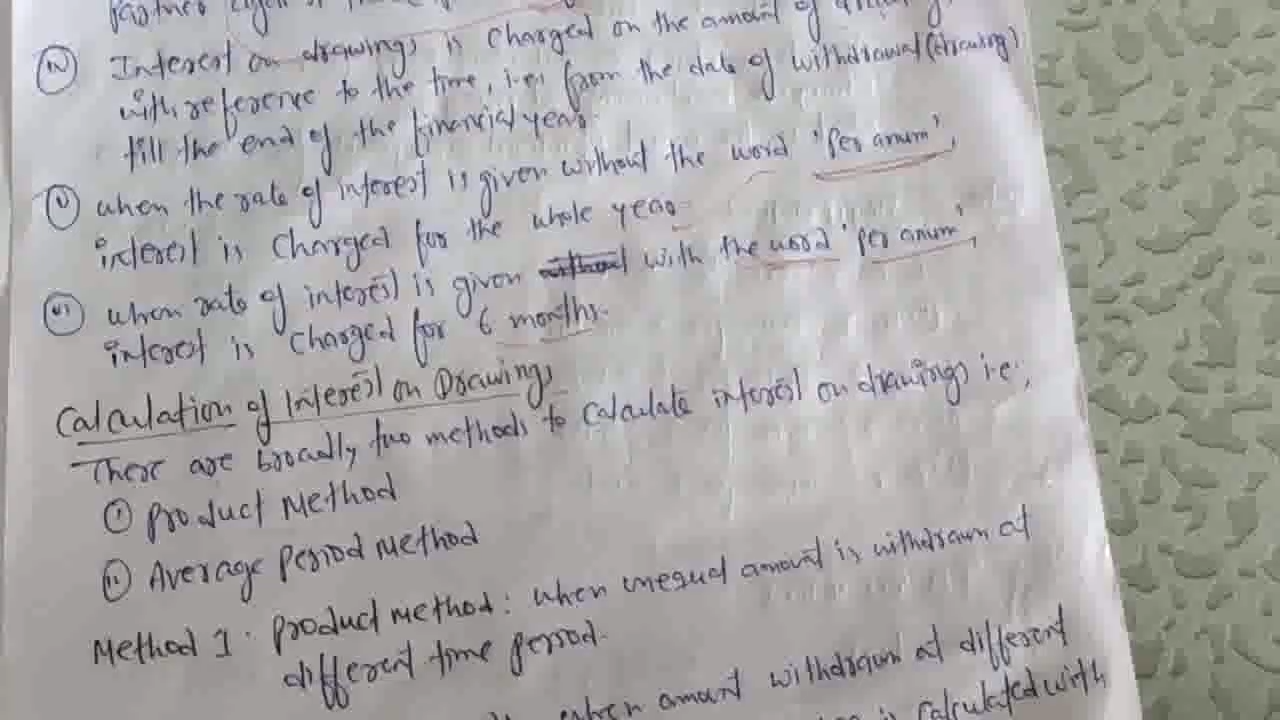 partner
(iv) Interest on drawings is charged on the amount of
with reference to the time, i.e. from the date of withdrawal (drawing)
till the end of the financial year.
(v) when the rate of interest is given without the word 'Per anum',
interest is charged for the whole year.
(vi) when rate of interest is given with the word 'per anum',
interest is charged for 6 months.
Calculation of Interest on Drawings
There are broadly two methods to calculate interest on drawings i.e.,
(i) product Method
(ii) Average period Method
Method 1. product method: when unequal amount is withdrawn at
different time period.
when amount withdrawn at different
is calculated with